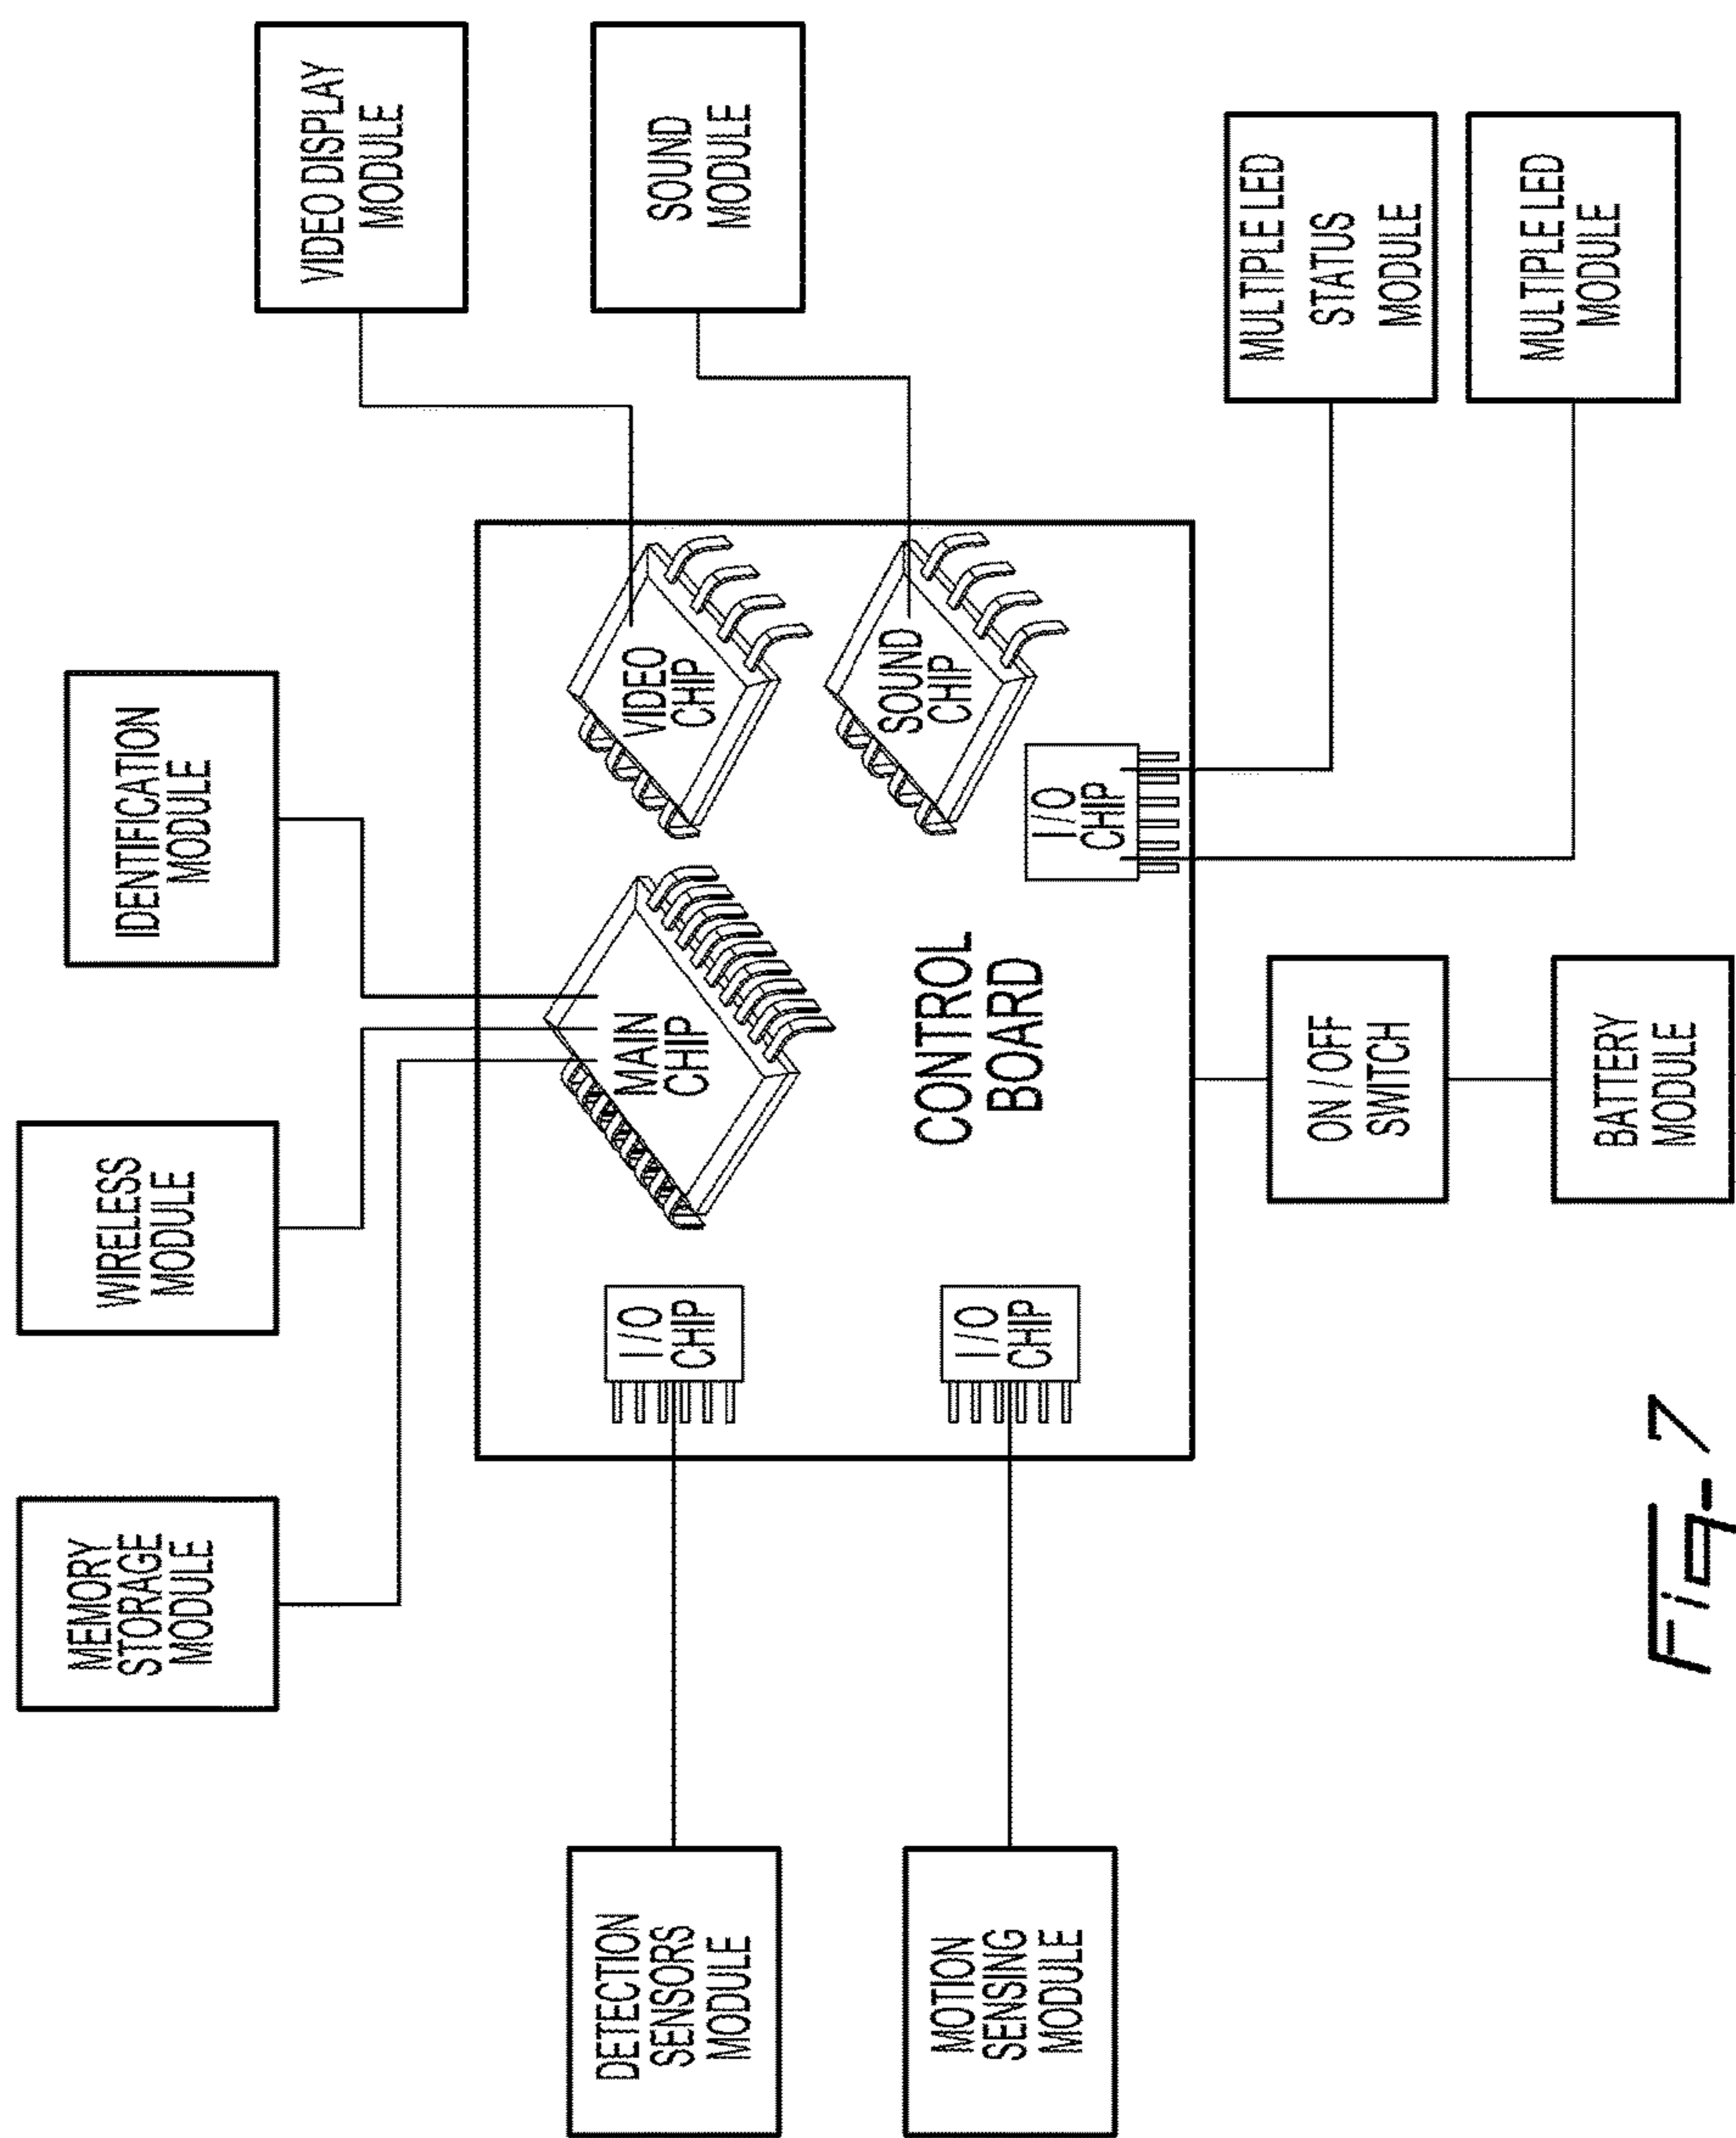 MEMORY
STORAGE
MODULE
WIRELESS
MODULE
IDENTIFICATION
MODULE
VIDEO DISPLAY
MODULE
SOUND
MODULE
DETECTION
SENSORS
MODULE
MOTION
SENSING
MODULE
I/O
CHIP
I/O
CHIP
MAIN
CHIP
VIDEO
CHIP
SOUND
CHIP
I/O
CHIP
CONTROL
BOARD
MULTIPLE LED
STATUS
MODULE
MULTIPLE LED
MODULE
ON / OFF
SWITCH
BATTERY
MODULE
Fig-7